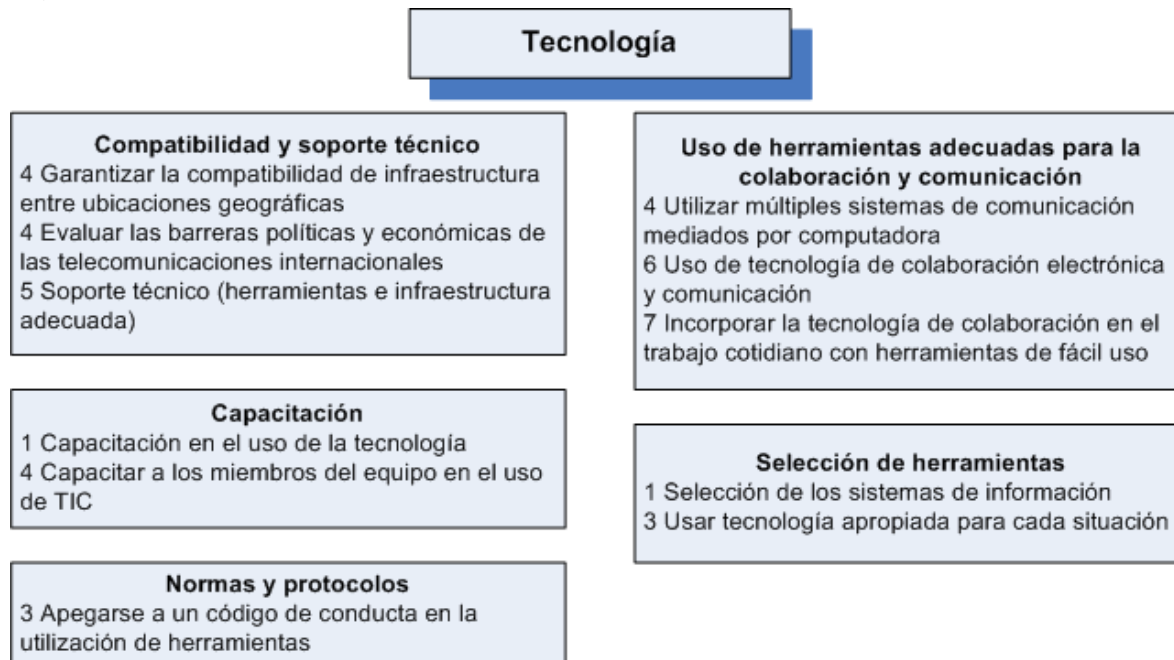 Tecnología
Compatibilidad y soporte técnico
4 Garantizar la compatibilidad de infraestructura
entre ubicaciones geográficas
4 Evaluar las barreras políticas y económicas de
las telecomunicaciones internacionales
5 Soporte técnico (herramientas e infraestructura
adecuada)
Capacitación
1 Capacitación en el uso de la tecnología
4 Capacitar a los miembros del equipo en el uso
de TIC
Normas y protocolos
3 Apegarse a un código de conducta en la
utilización de herramientas
Uso de herramientas adecuadas para la
colaboración y comunicación
4 Utilizar múltiples sistemas de comunicación
mediados por computadora
6 Uso de tecnología de colaboración electrónica
y comunicación
7 Incorporar la tecnología de colaboración en el
trabajo cotidiano con herramientas de fácil uso
Selección de herramientas
1 Selección de los sistemas de información
3 Usar tecnología apropiada para cada situación